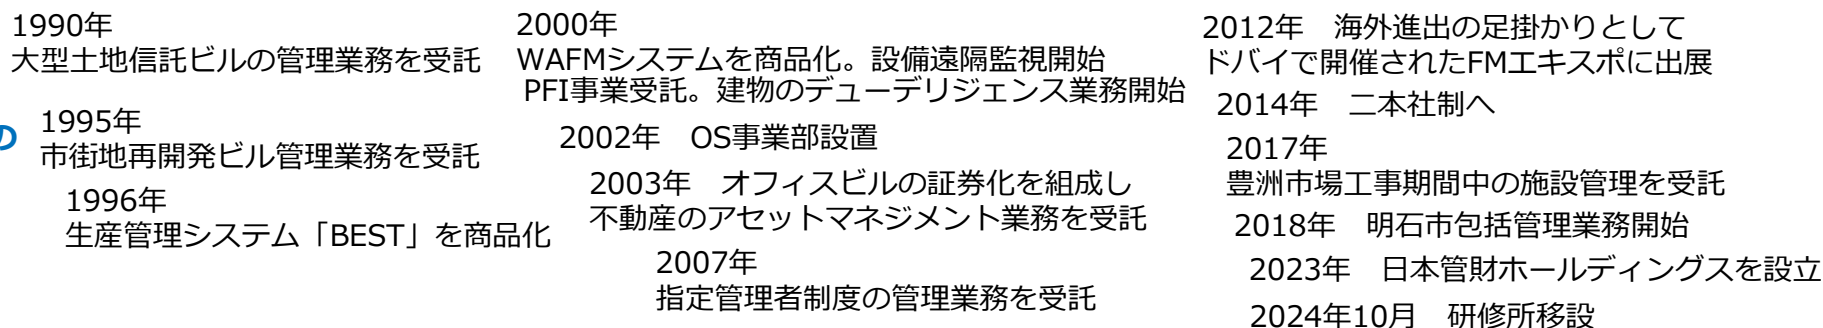 1990年
大型土地信託ビルの管理業務を受託
の
1995年
市街地再開発ビル管理業務を受託
1996年
生産管理システム「BEST」を商品化
2000年
WAFMシステムを商品化。設備遠隔監視開始
PFI事業受託。建物のデューデリジェンス業務開始
2002年　OS事業部設置
2003年　オフィスビルの証券化を組成し
不動産のアセットマネジメント業務を受託
2007年
指定管理者制度の管理業務を受託
2012年　海外進出の足掛かりとして
ドバイで開催されたFMエキスポに出展
2014年　二本社制へ
2017年
豊洲市場工事期間中の施設管理を受託
2018年　明石市包括管理業務開始
2023年　日本管財ホールディングスを設立
2024年10月　研修所移設